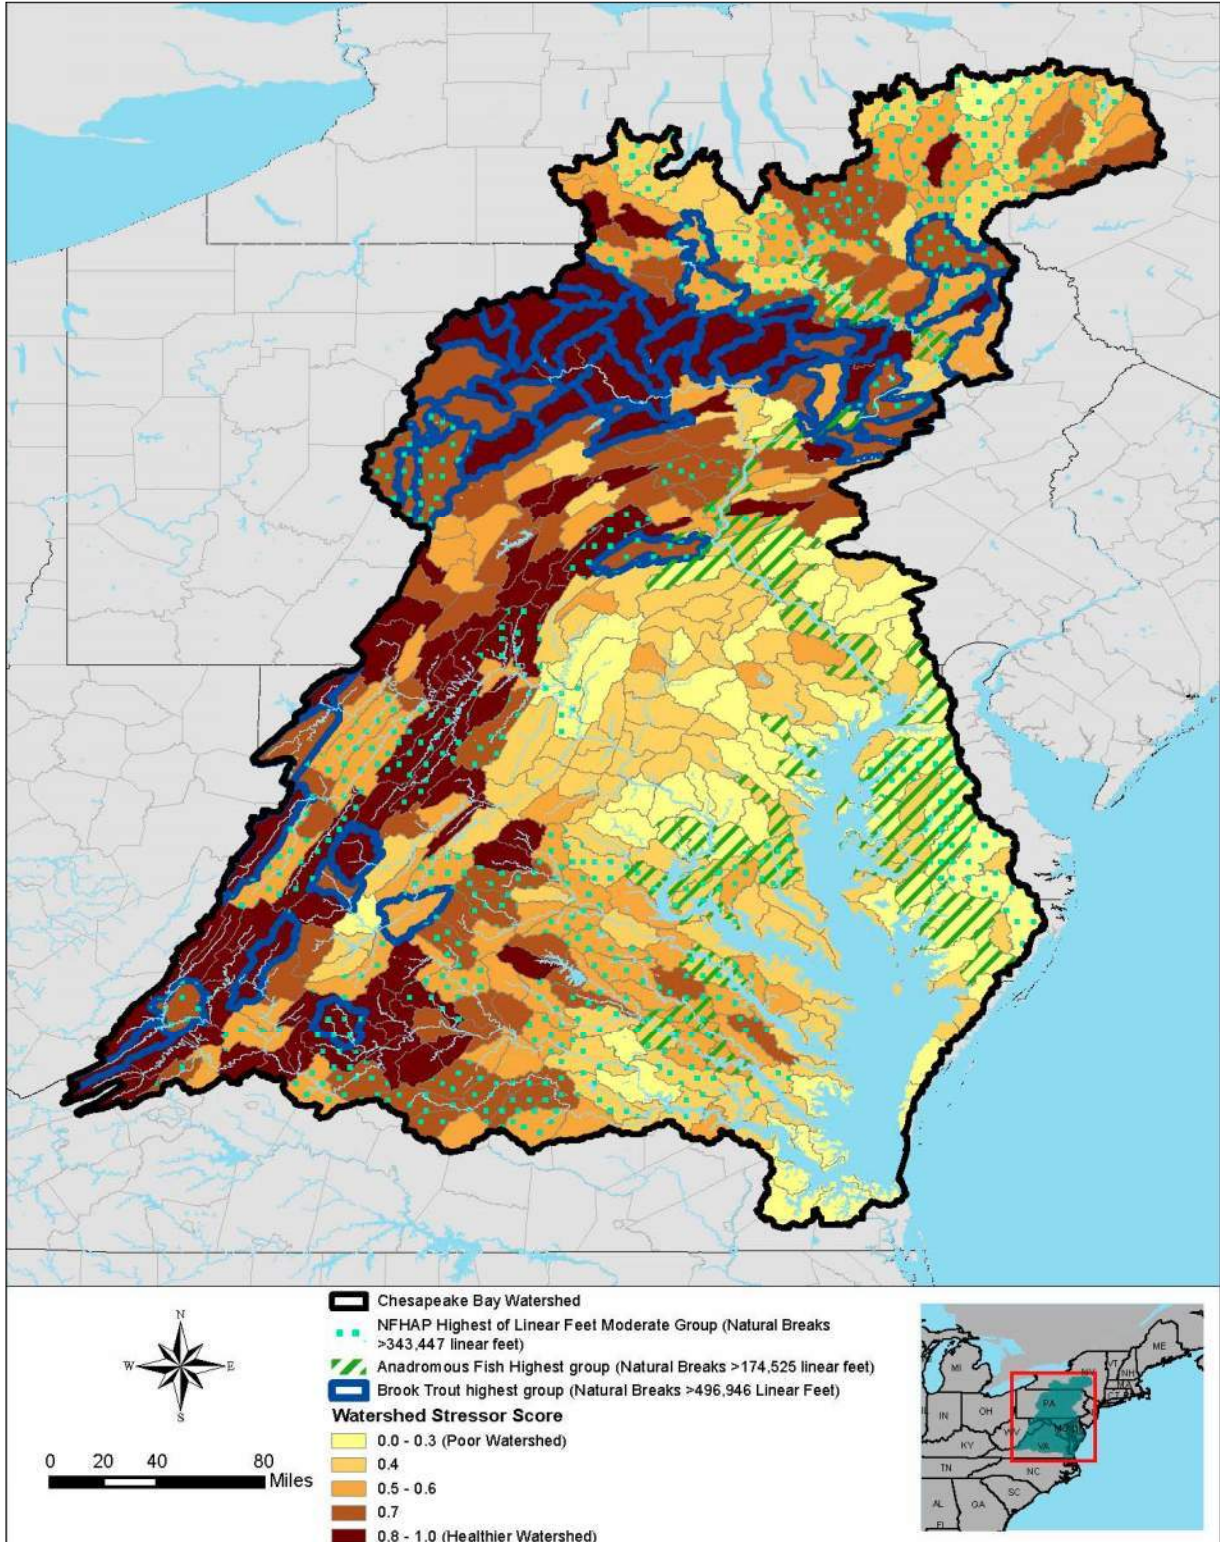 N
W E
S
0 20 40 80
Miles
Chesapeake Bay Watershed
NFHAP Highest of Linear Feet Moderate Group (Natural Breaks
>343,447 linear feet)
Anadromous Fish Highest group (Natural Breaks >174,525 linear feet)
Brook Trout highest group (Natural Breaks >496,946 Linear Feet)
Watershed Stressor Score
0.0 - 0.3 (Poor Watershed)
0.4
0.5 - 0.6
0.7
0.8 - 1.0 (Healthier Watershed)
ME
VT
NH
MI
NY
MA
CT
PA
OH
IN
WV
VA
KY
NC
TN
SC
AL
GA